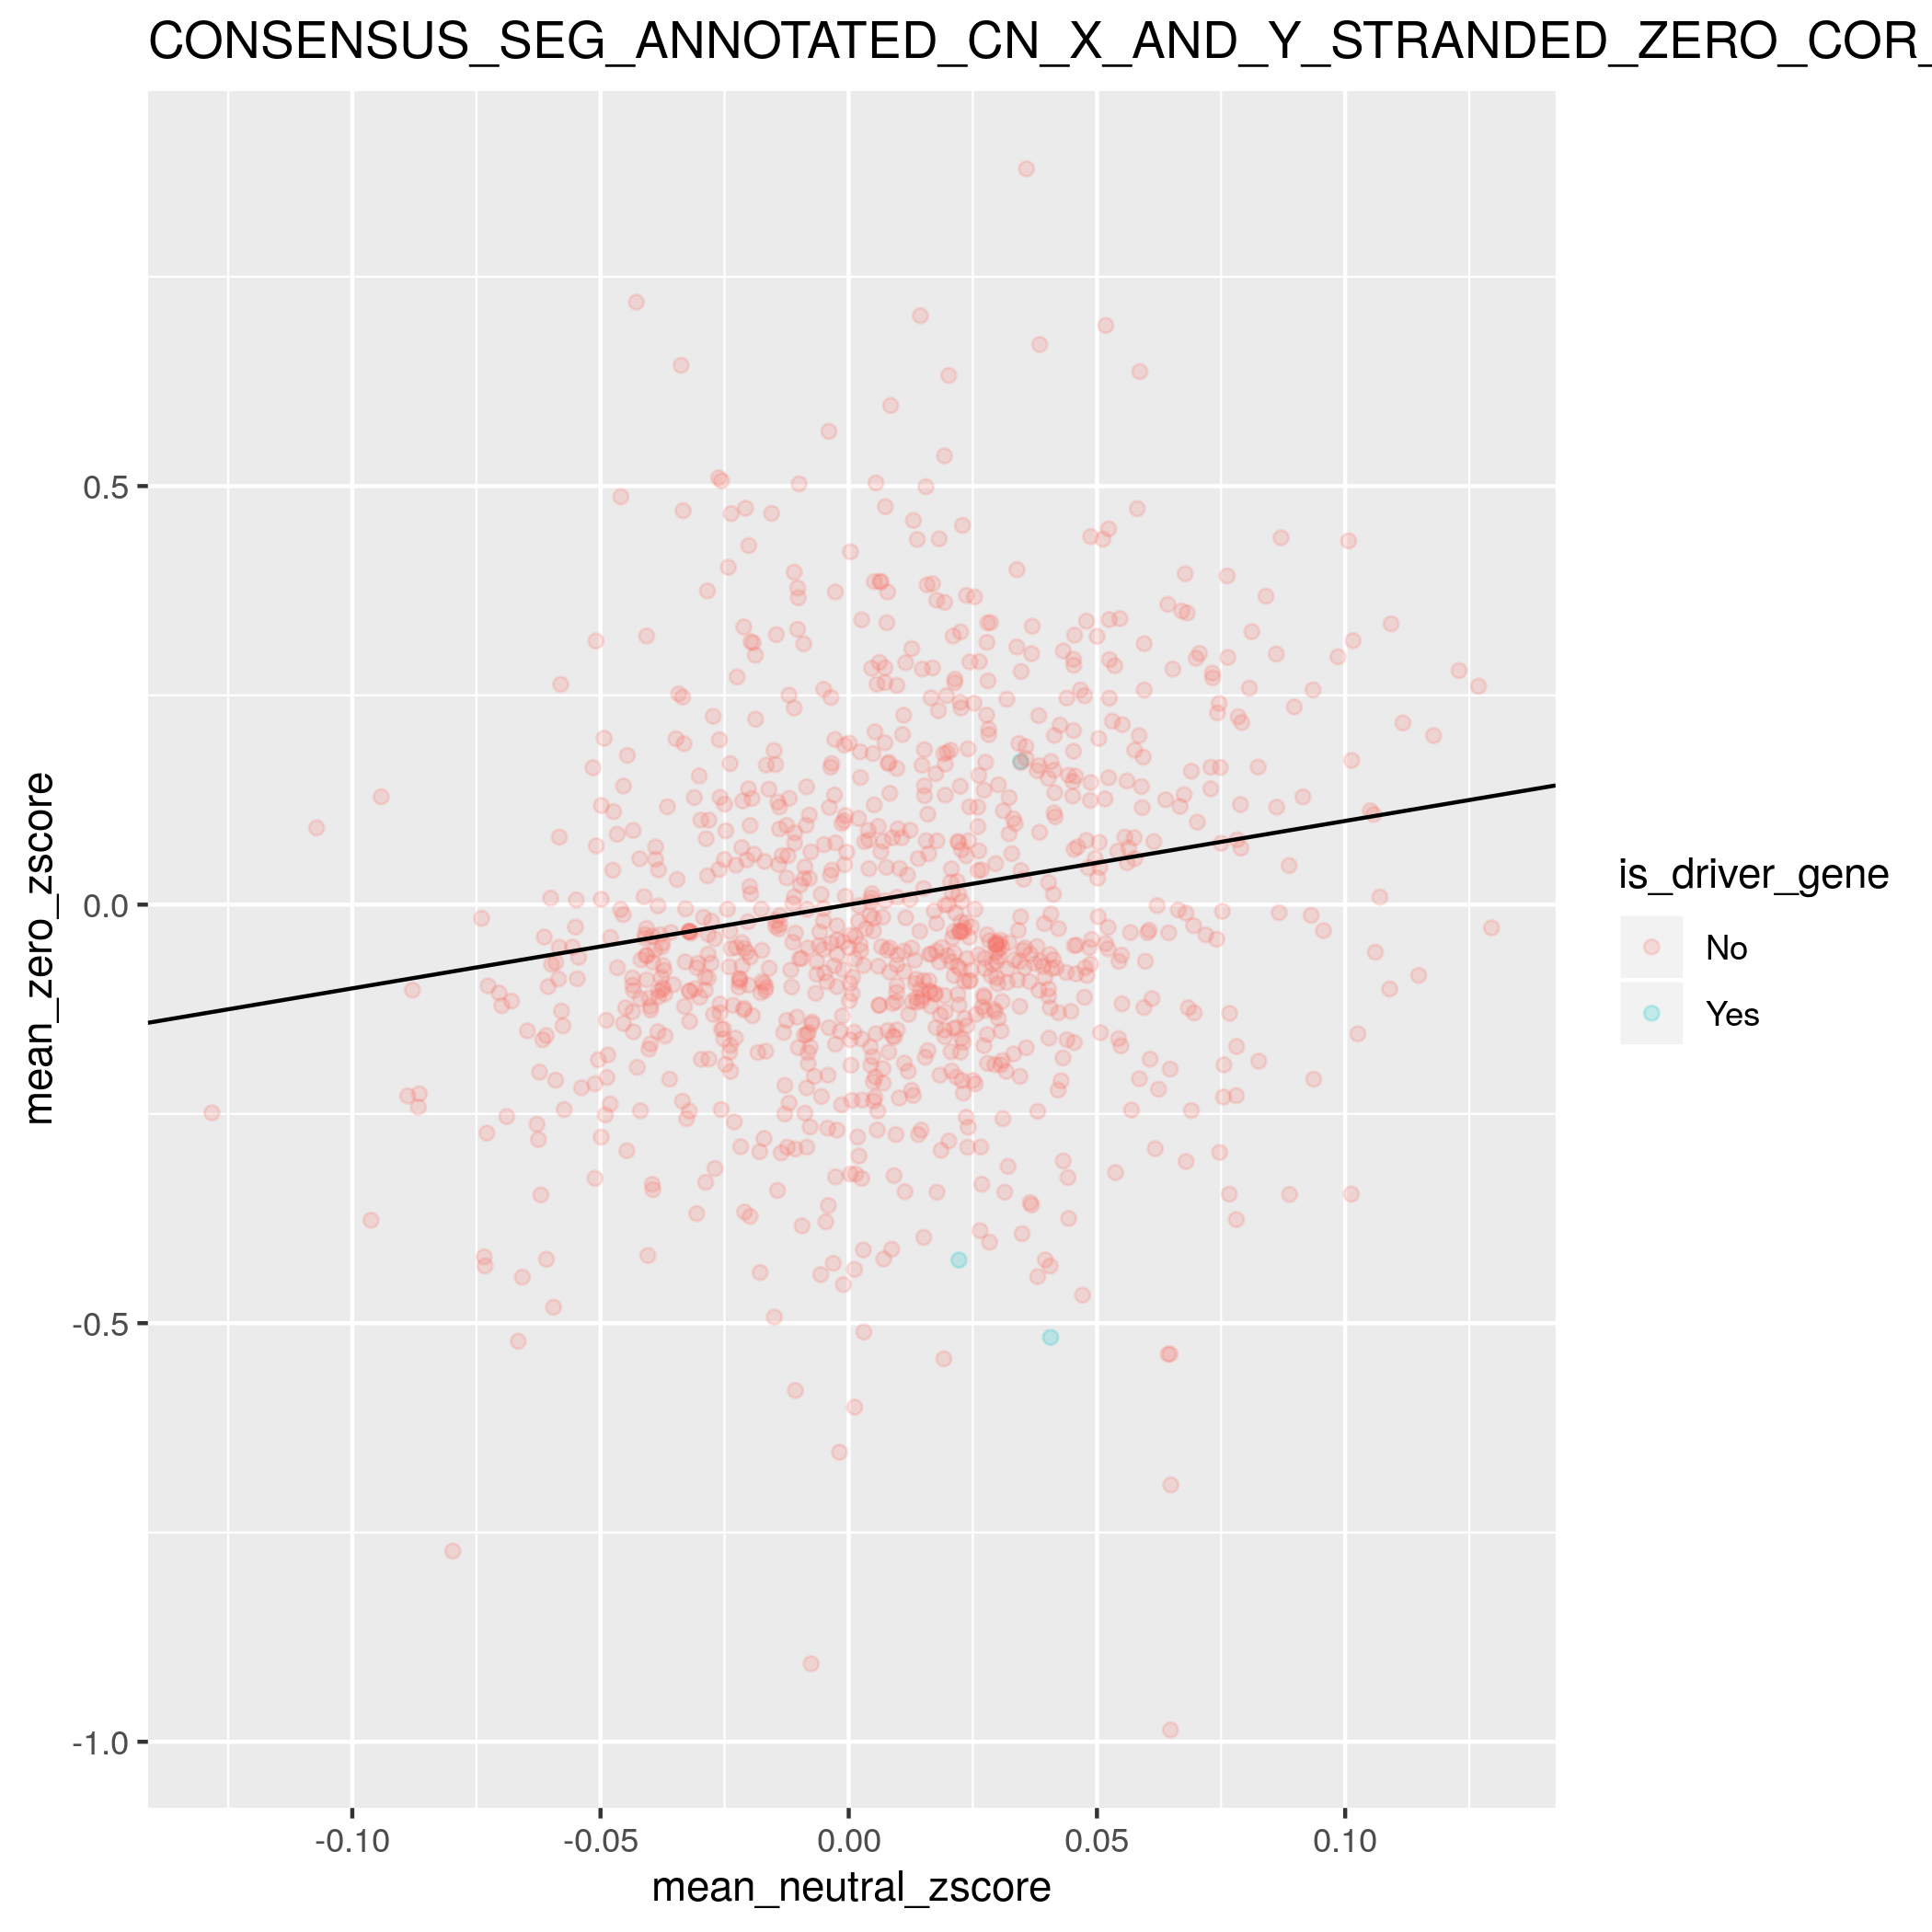 CONSENSUS_SEG_ANNOTATED_CN_X_AND_Y_STRANDED_ZERO_COR_
mean_zero_zscore
0.5
0.0
-0.5
-1.0
-0.10
-0.05
0.00
0.05
0.10
mean_neutral_zscore
is_driver_gene
No
Yes